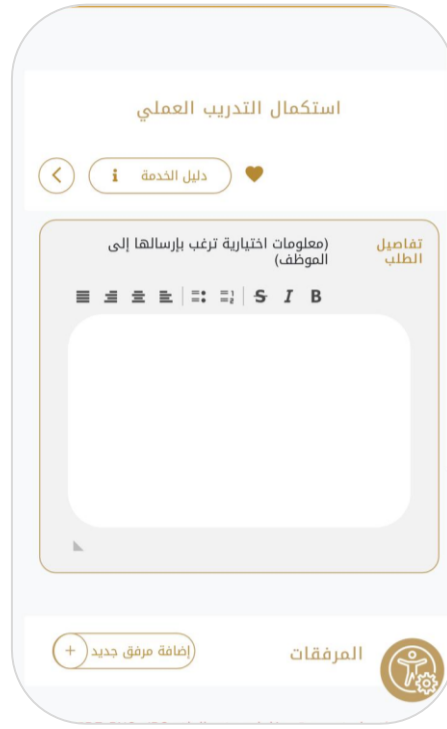 استكمال التدريب العملي
دليل الخدمة
تفاصيل الطلب
(معلومات اختيارية ترغب بإرسالها إلى
الموظف)
B I S
المرفقات
إضافة مرفق جديد +